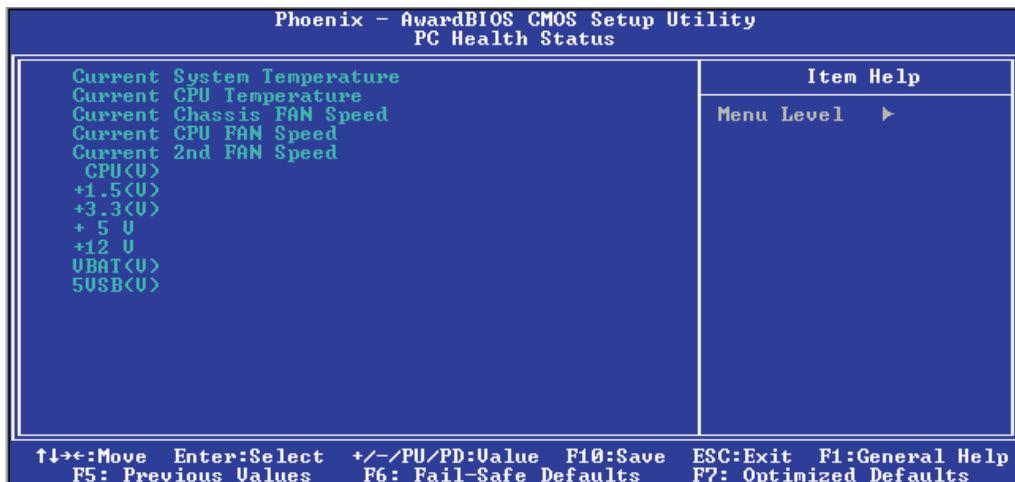 Phoenix - AwardBIOS CMOS Setup Utility
PC Health Status
Current System Temperature
Current CPU Temperature
Current Chassis FAN Speed
Current CPU FAN Speed
Current 2nd FAN Speed
CPU(V)
+1.5(V)
+3.3(V)
+ 5 V
+12 V
VBAT(V)
5VSB(V)
Item Help
Menu Level ►
↑↓→←:Move Enter:Select +/-/PU/PD:Value F10:Save ESC:Exit F1:General Help
F5: Previous Values F6: Fail-Safe Defaults F7: Optimized Defaults